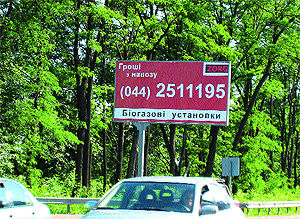 Гроші
ZORG
з навозу
(044) 2511195
Біогазові установки